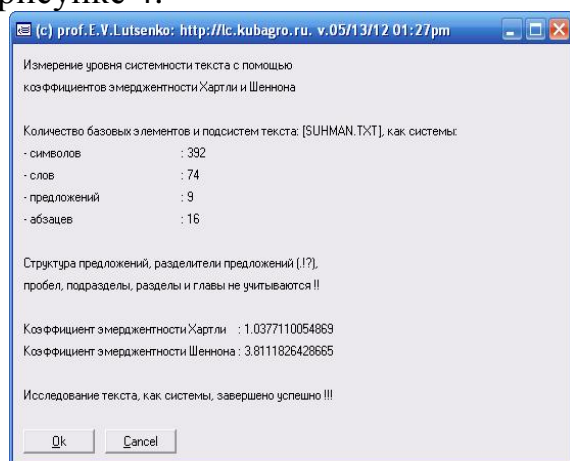 рисунке 4.
(c) prof.E.V.Lutsenko: http://lc.kubagro.ru. v.05/13/12 01:27pm
Измерение уровня системности текста с помощью
коэффициентов эмерджентности Хартли и Шеннона
Количество базовых элементов и подсистем текста: [SUHMAN.TXT], как системы:
- символов : 392
- слов : 74
- предложений : 9
- абзацев : 16
Структура предложений, разделители предложений (.!?),
пробел, подразделы, разделы и главы не учитываются !!
Коэффициент эмерджентности Хартли : 1.0377110054869
Коэффициент эмерджентности Шеннона : 3.8111826428665
Исследование текста, как системы, завершено успешно !!!
Ok Cancel